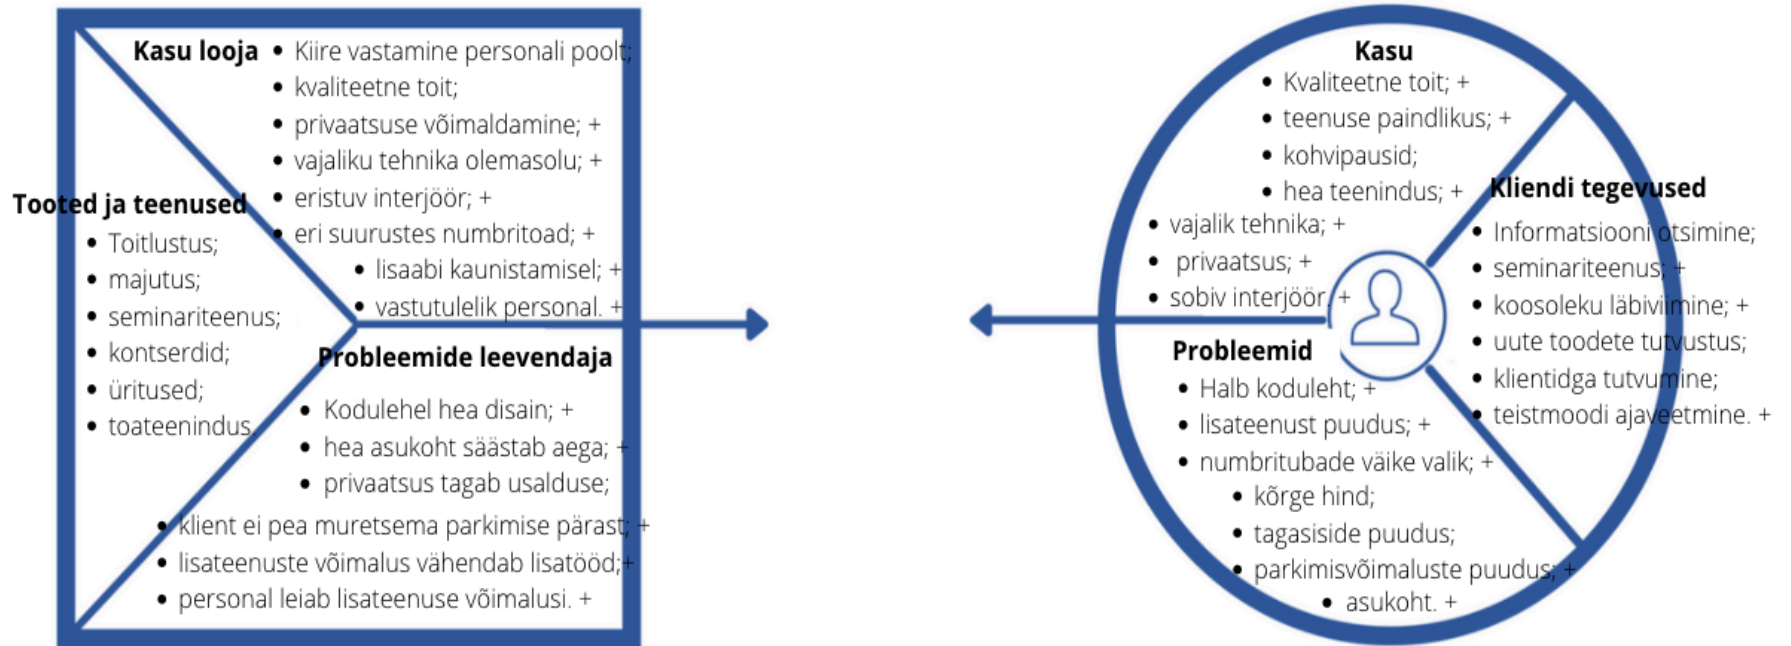 Kasu looja
• Kiire vastamine personali poolt;
• kvaliteetne toit;
• privaatsuse võimaldamine; +
• vajaliku tehnika olemasolu; +
• eristuv interjöör; +
• eri suurustes numbritoad; +
• lisaabi kaunistamisel; +
• vastutulelik personal. +
Tooted ja teenused
• Toitlustus;
• majutus;
• seminariteenus;
• kontserdid;
• üritused;
• toateenindus.
Probleemide leevendaja
• Kodulehel hea disain; +
• hea asukoht säästab aega; +
• privaatsus tagab usalduse;
• klient ei pea muretsema parkimise pärast; +
• lisateenuste võimalus vähendab lisatööd;+
• personal leiab lisateenuse võimalusi. +
Kasu
• Kvaliteetne toit; +
• teenuse paindlikus; +
• kohvipausid;
• hea teenindus; +
• vajalik tehnika; +
• privaatsus; +
• sobiv interjöör. +
Kliendi tegevused
• Informatsiooni otsimine;
• seminariteenus; +
• koosoleku läbiviimine; +
• uute toodete tutvustus;
• klientidga tutvumine;
• teistmoodi ajaveetmine. +
Probleemid
• Halb koduleht; +
• lisateenust puudus; +
• numbritubade väike valik; +
• kõrge hind;
• tagasiside puudus;
• parkimisvõimaluste puudus; +
• asukoht. +